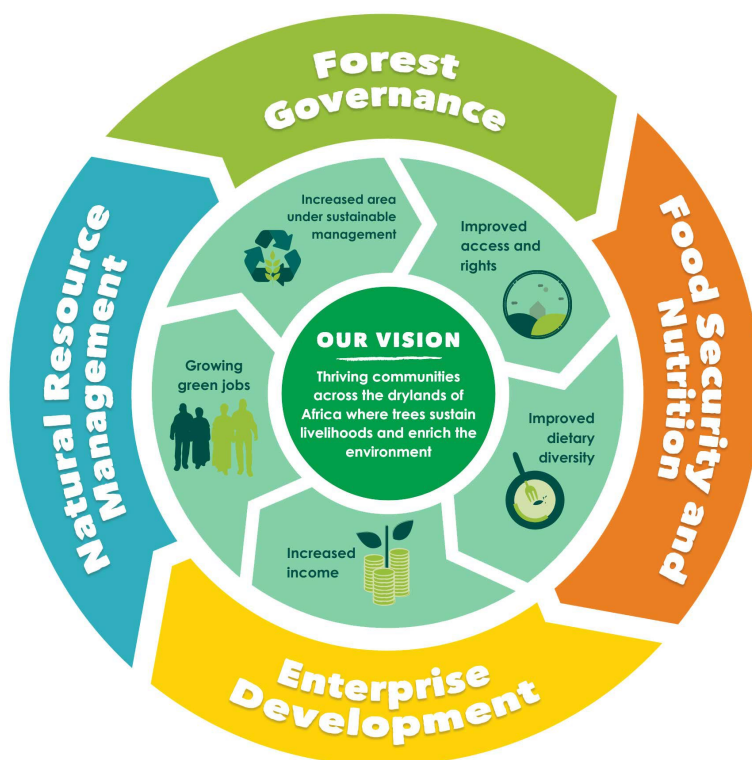 Forest
Governance
Food Security and
Nutrition
Enterprise
Development
Natural Resource
Management
Increased area
under sustainable
management
Improved
access and
rights
Improved
dietary
diversity
Increased
income
Growing
green jobs
OUR VISION
Thriving communities
across the drylands of
Africa where trees sustain
livelihoods and enrich the
environment